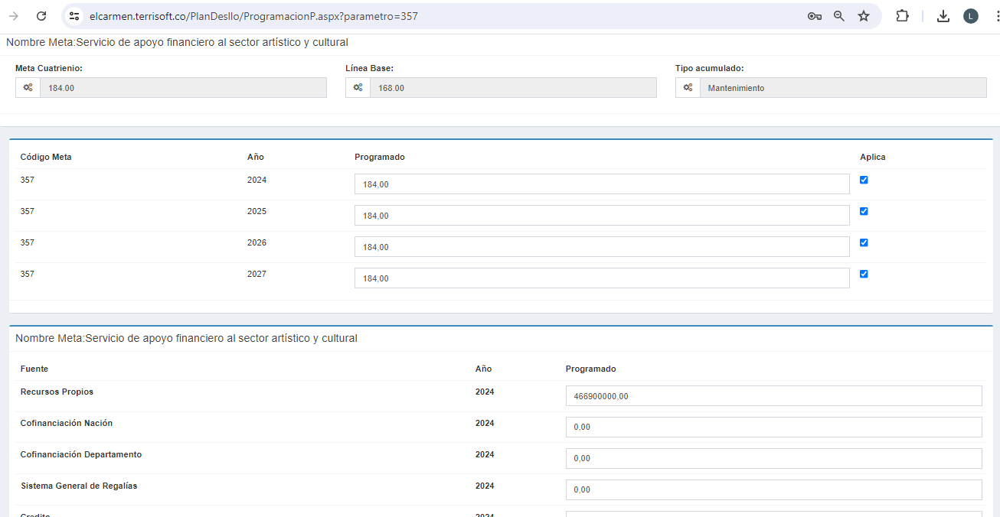 elcarmen.terrisoft.co/PlanDesllo/ProgramacionP.aspx?parametro=357
L
Nombre Meta:Servicio de apoyo financiero al sector artístico y cultural
Meta Cuatrienio: Línea Base: Tipo acumulado:
184.00 168.00 Mantenimiento
Código Meta Año Programado Aplica
357 2024 184,00
357 2025 184,00
357 2026 184,00
357 2027 184,00
Nombre Meta:Servicio de apoyo financiero al sector artístico y cultural
Fuente Año Programado
Recursos Propios 2024 466900000,00
Cofinanciación Nación 2024 0,00
Cofinanciación Departamento 2024 0,00
Sistema General de Regalías 2024 0,00
Credito 2024